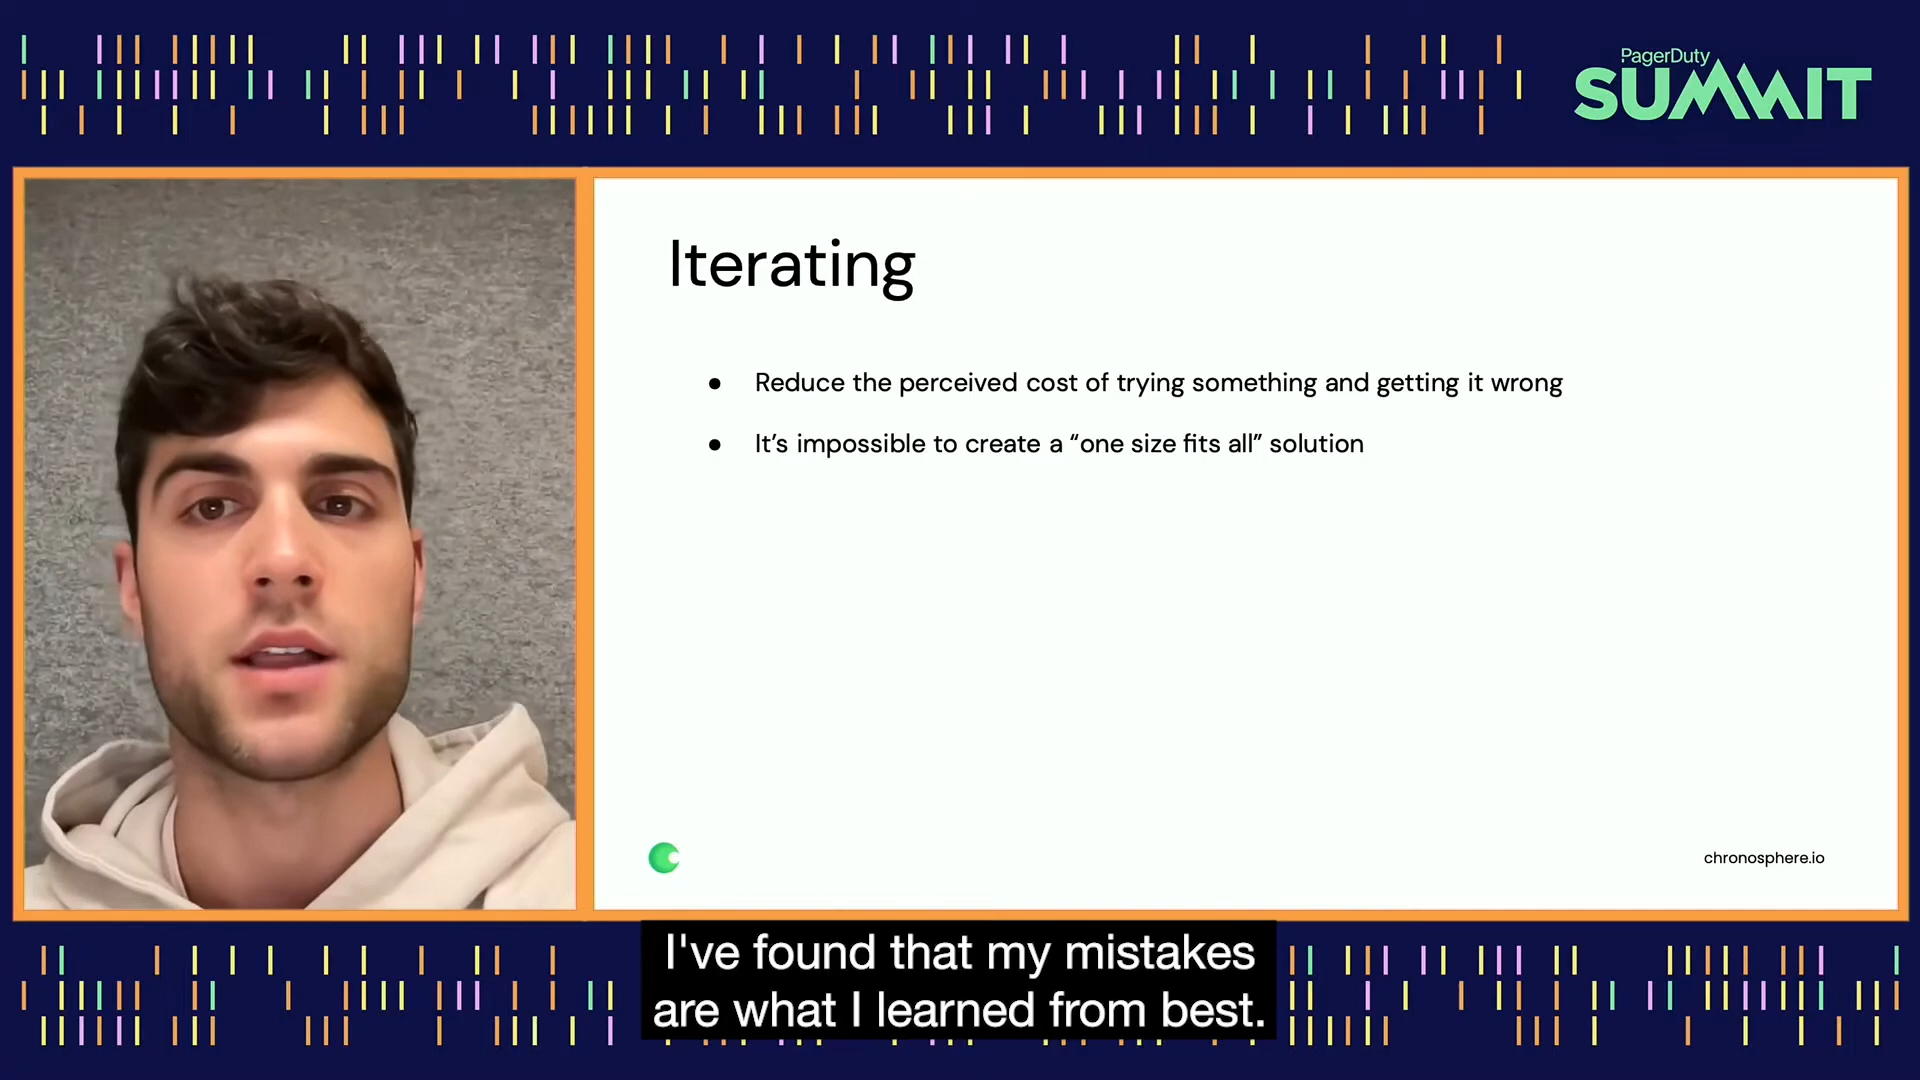 PagerDuty
SUMMIT
Iterating
● Reduce the perceived cost of trying something and getting it wrong
● It’s impossible to create a “one size fits all” solution
chronosphere.io
I've found that my mistakes
are what I learned from best.